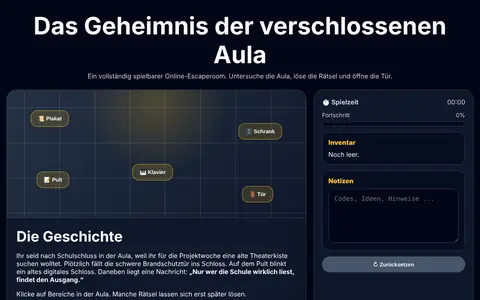 Das Geheimnis der verschlossenen
Aula
Ein vollständig spielbarer Online-Escaperoom. Untersuche die Aula, löse die Rätsel und öffne die Tür.
Plakat
Schrank
Klavier
Pult
Tür
Die Geschichte
Ihr seid nach Schulschluss in der Aula, weil ihr für die Projektwoche eine alte Theaterkiste
suchen wolltet. Plötzlich fällt die schwere Brandschutztür ins Schloss. Auf dem Pult blinkt
ein altes digitales Schloss. Daneben liegt eine Nachricht: „Nur wer die Schule wirklich liest,
findet den Ausgang.“
Klicke auf Bereiche in der Aula. Manche Rätsel lassen sich erst später lösen.
Spielzeit 00:00
Fortschritt 0%
Inventar
Noch leer.
Notizen
Codes, Ideen, Hinweise ...
↻ Zurücksetzen